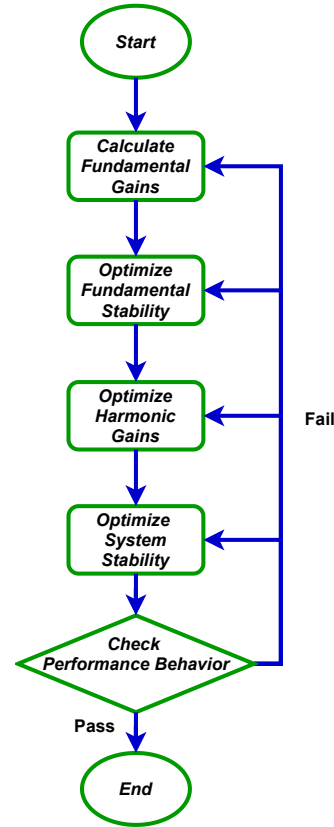 Start
Calculate
Fundamental
Gains
Optimize
Fundamental
Stability
Optimize
Harmonic
Gains
Fail
Optimize
System
Stability
Check
Performance Behavior
Pass
End